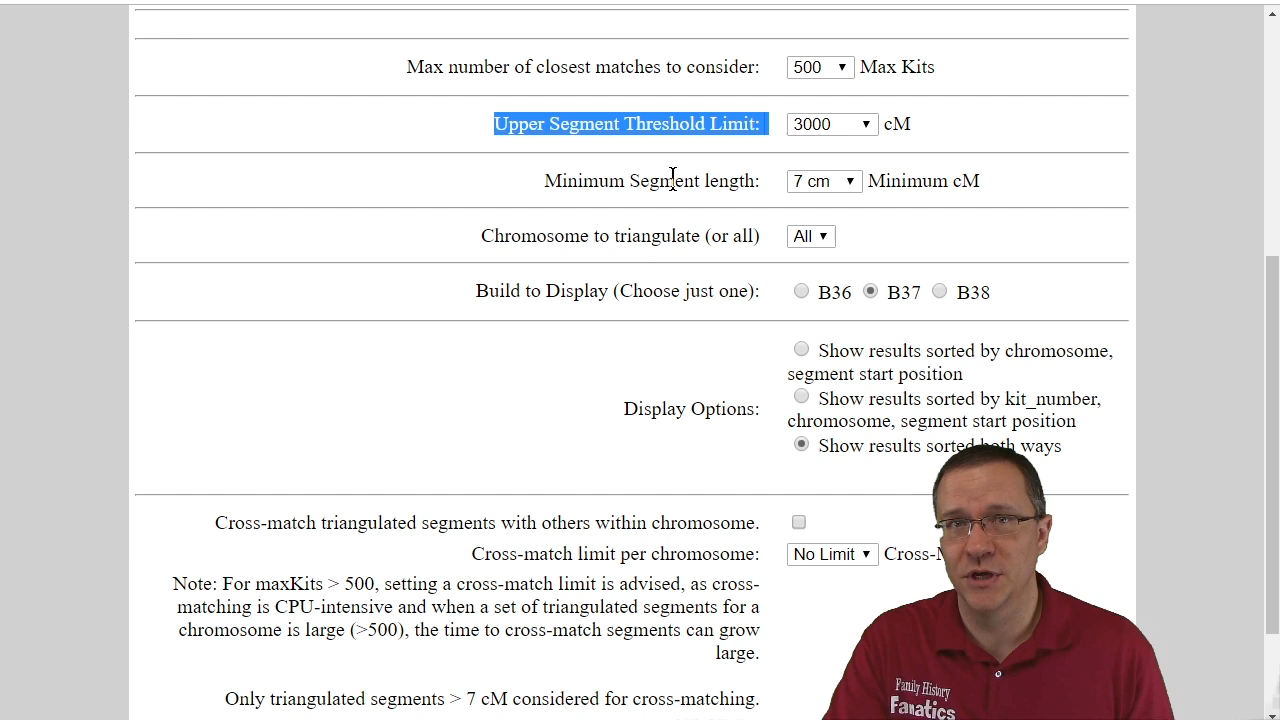 Max number of closest matches to consider: 500 Max Kits
Upper Segment Threshold Limit: 3000 cM
Minimum Segment length: 7 cm Minimum cM
Chromosome to triangulate (or all) All
Build to Display (Choose just one): B36 B37 B38
Show results sorted by chromosome,
segment start position
Show results sorted by kit_number,
Display Options:
chromosome, segment start position
Show results sorted both ways
Cross-match triangulated segments with others within chromosome.
Cross-match limit per chromosome: No Limit
Note: For maxKits > 500, setting a cross-match limit is advised, as cross-
matching is CPU-intensive and when a set of triangulated segments for a
chromosome is large (>500), the time to cross-match segments can grow
large.
Only triangulated segments > 7 cM considered for cross-matching.
Family History
Fanatics